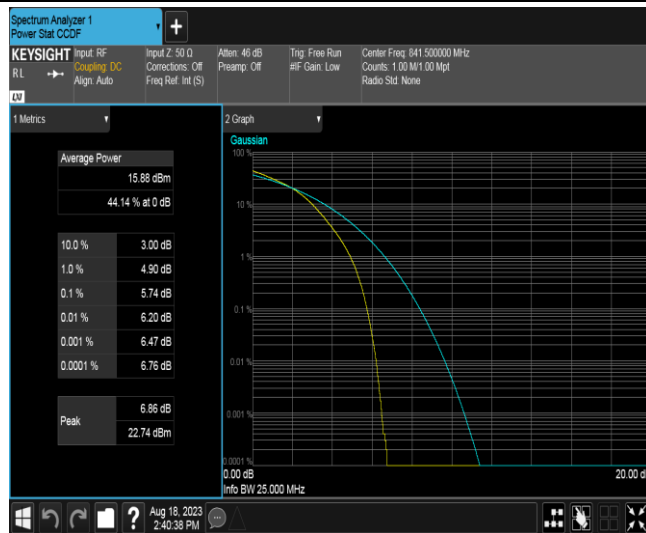 Spectrum Analyzer 1
Power Stat CCDF
+
KEYSIGHT
RL
Input: RF
Coupling: DC
Align: Auto
Input Z: 50 Ω
Corrections: Off
Freq Ref: Int (S)
Atten: 46 dB
Preamp: Off
Trig: Free Run
#IF Gain: Low
Center Freq: 841.500000 MHz
Counts: 1.00 M/1.00 Mpt
Radio Std: None
1 Metrics
Average Power
15.88 dBm
44.14 % at 0 dB
10.0 % 3.00 dB
1.0 % 4.90 dB
0.1 % 5.74 dB
0.01 % 6.20 dB
0.001 % 6.47 dB
0.0001 % 6.76 dB
Peak
6.86 dB
22.74 dBm
2 Graph
Gaussian
100 %
10 %
1 %
0.1 %
0.01 %
0.001 %
0.0001 %
0.00 dB
20.00 d
Info BW 25.000 MHz
?
Aug 18, 2023
2:40:38 PM